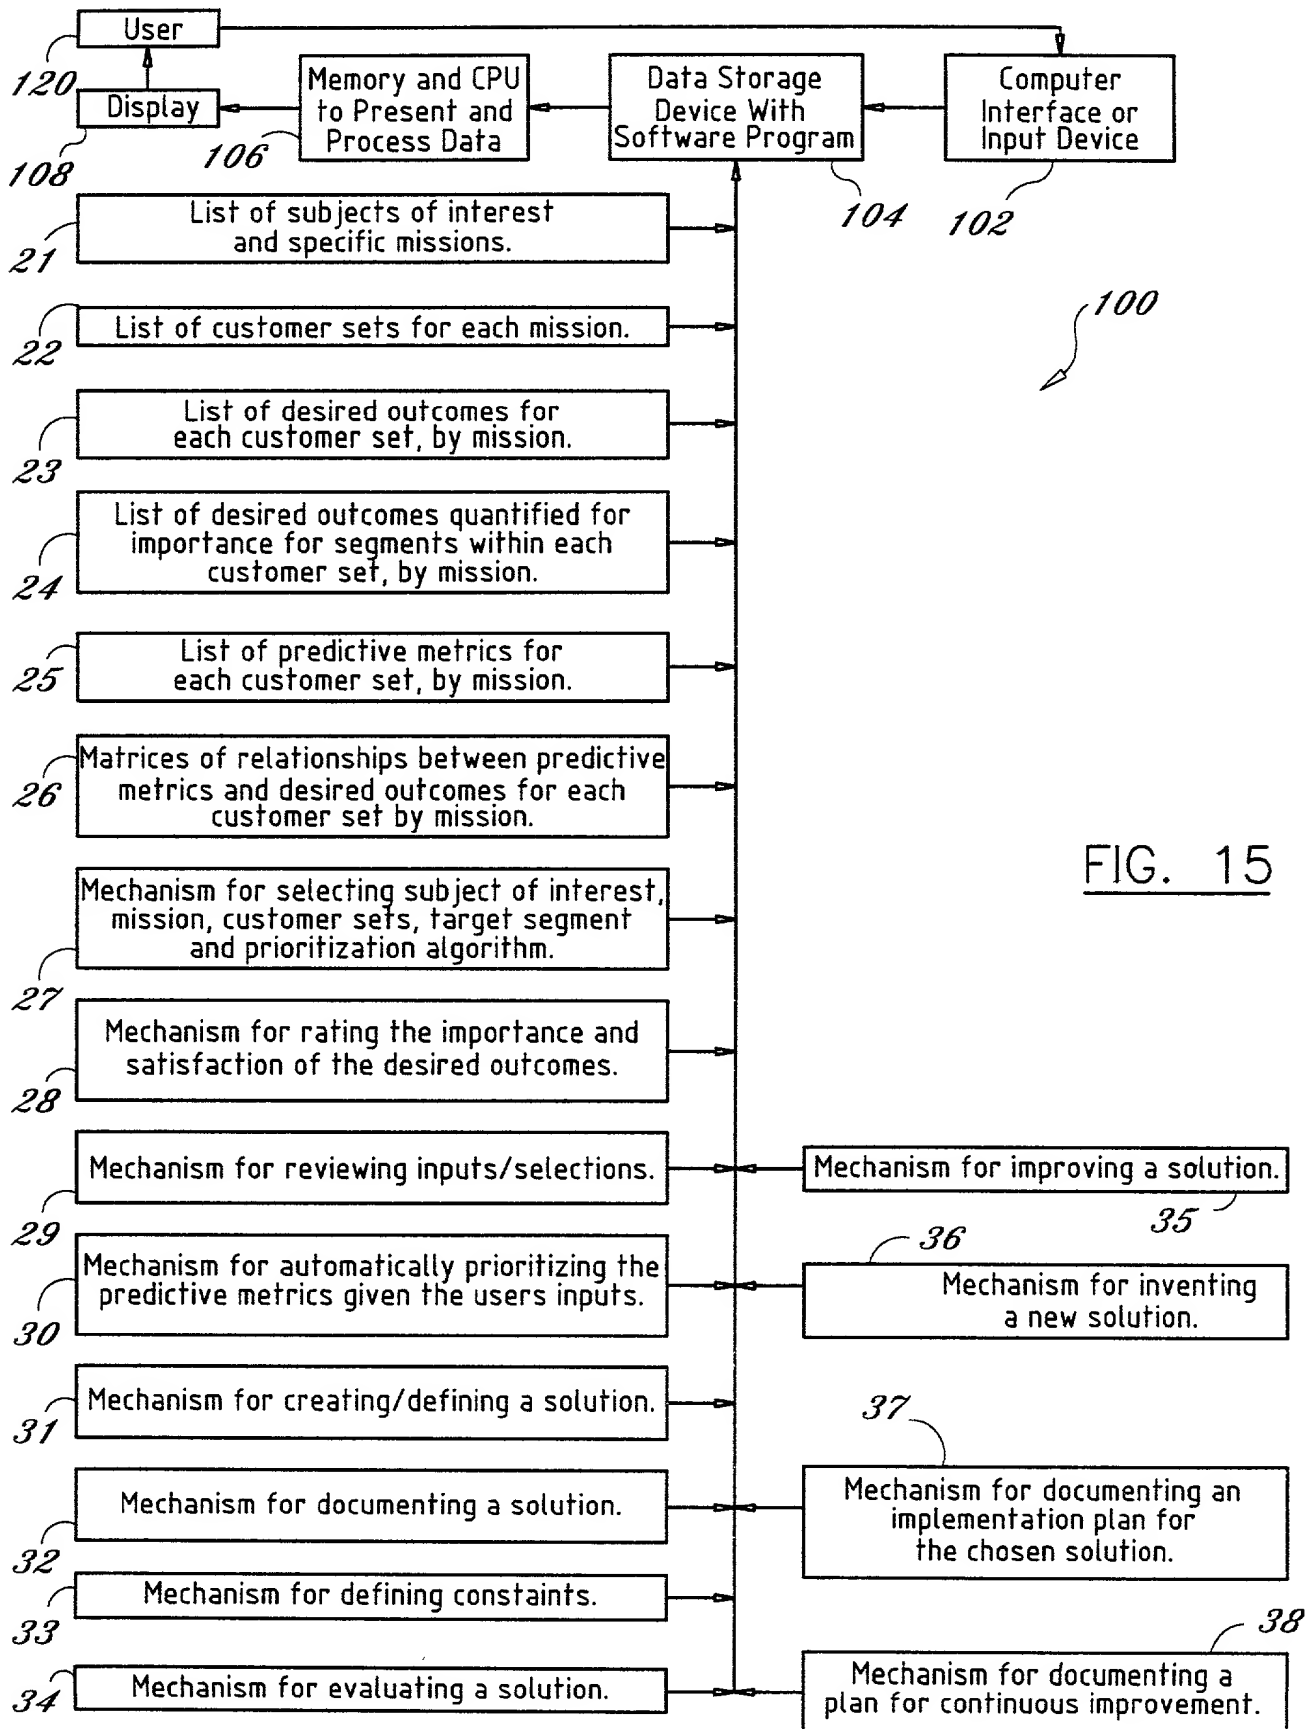 User
120
Display
108
Memory and CPU
to Present and
Process Data
106
Data Storage
Device With
Software Program
104
Computer
Interface or
Input Device
102
100
List of subjects of interest
and specific missions.
21
List of customer sets for each mission.
22
List of desired outcomes for
each customer set, by mission.
23
List of desired outcomes quantified for
importance for segments within each
customer set, by mission.
24
List of predictive metrics for
each customer set, by mission.
25
Matrices of relationships between predictive
metrics and desired outcomes for each
customer set by mission.
26
Mechanism for selecting subject of interest,
mission, customer sets, target segment
and prioritization algorithm.
27
Mechanism for rating the importance and
satisfaction of the desired outcomes.
28
Mechanism for reviewing inputs/selections.
29
Mechanism for automatically prioritizing the
predictive metrics given the users inputs.
30
Mechanism for creating/defining a solution.
31
Mechanism for documenting a solution.
32
Mechanism for defining constaints.
33
Mechanism for evaluating a solution.
34
FIG. 15
Mechanism for improving a solution.
35
36
Mechanism for inventing
a new solution.
37
Mechanism for documenting an
implementation plan for
the chosen solution.
38
Mechanism for documenting a
plan for continuous improvement.